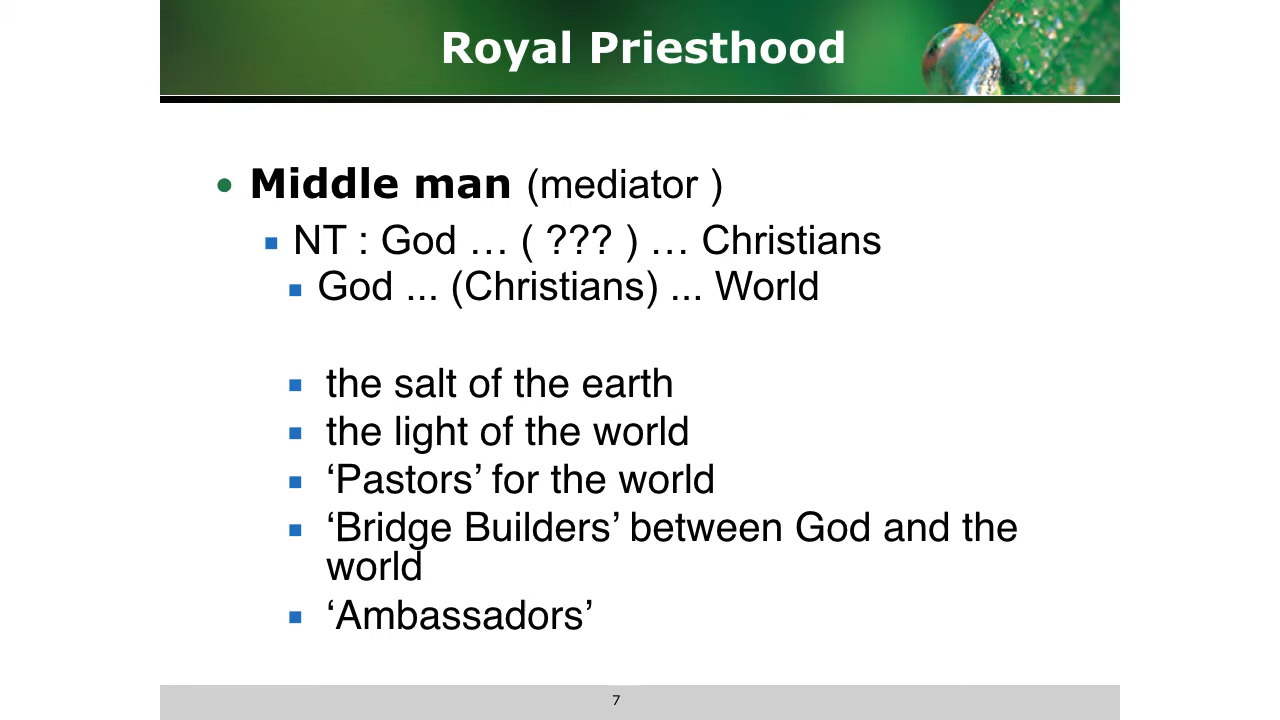 Royal Priesthood
• Middle man (mediator )
▪ NT : God … ( ??? ) … Christians
▪ God ... (Christians) ... World
▪ the salt of the earth
▪ the light of the world
▪ ‘Pastors’ for the world
▪ ‘Bridge Builders’ between God and the
world
▪ ‘Ambassadors’
7